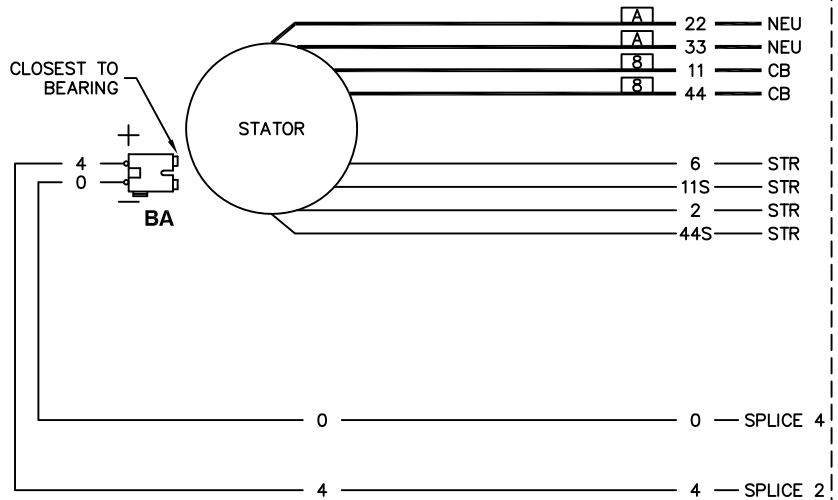 A 22 NEU
A 33 NEU
8 11 CB
8 44 CB
CLOSEST TO
BEARING
STATOR
+
4 6 STR
0 11S STR
− 2 STR
BA
44S STR
0 0 SPLICE 4
4 4 SPLICE 2